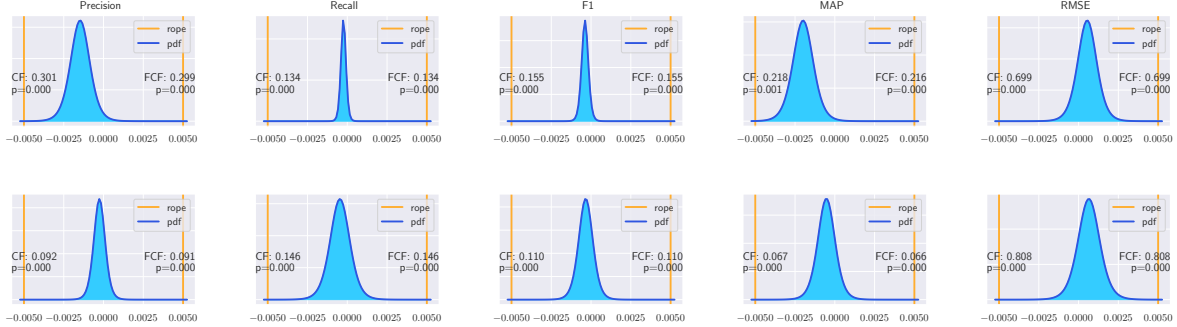 Precision Recall F1 MAP RMSE
rope rope rope rope rope
pdf pdf pdf pdf pdf
CF: 0.301 FCF: 0.299 CF: 0.134 FCF: 0.134 CF: 0.155 FCF: 0.155 CF: 0.218 FCF: 0.216 CF: 0.699 FCF: 0.699
p=0.000 p=0.000 p=0.000 p=0.000 p=0.000 p=0.000 p=0.001 p=0.000 p=0.000 p=0.000
−0.0050 −0.0025 0.0000 0.0025 0.0050 −0.0050 −0.0025 0.0000 0.0025 0.0050 −0.0050 −0.0025 0.0000 0.0025 0.0050 −0.0050 −0.0025 0.0000 0.0025 0.0050 −0.0050 −0.0025 0.0000 0.0025 0.0050
rope rope rope rope rope
pdf pdf pdf pdf pdf
CF: 0.092 FCF: 0.091 CF: 0.146 FCF: 0.146 CF: 0.110 FCF: 0.110 CF: 0.067 FCF: 0.066 CF: 0.808 FCF: 0.808
p=0.000 p=0.000 p=0.000 p=0.000 p=0.000 p=0.000 p=0.000 p=0.000 p=0.000 p=0.000
−0.0050 −0.0025 0.0000 0.0025 0.0050 −0.0050 −0.0025 0.0000 0.0025 0.0050 −0.0050 −0.0025 0.0000 0.0025 0.0050 −0.0050 −0.0025 0.0000 0.0025 0.0050 −0.0050 −0.0025 0.0000 0.0025 0.0050